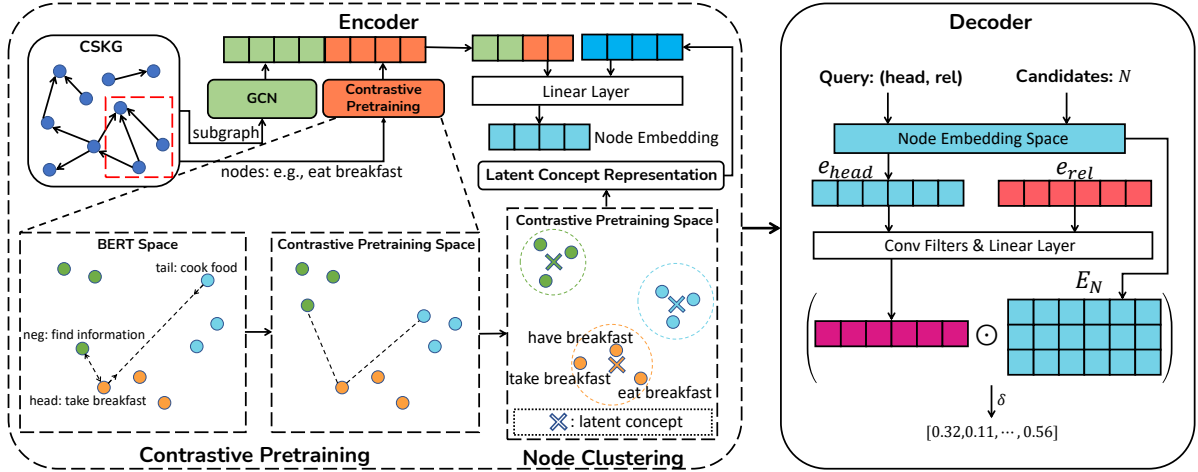 Encoder
CSKG
GCN
Contrastive
Pretraining
subgraph
nodes: e.g., eat breakfast
Linear Layer
Node Embedding
Latent Concept Representation
BERT Space
tail: cook food
neg: find information
head: take breakfast
Contrastive Pretraining Space
Contrastive Pretraining Space
have breakfast
take breakfast
eat breakfast
: latent concept
Contrastive Pretraining
Node Clustering
Decoder
Query: (head, rel)
Candidates: N
Node Embedding Space
e_head
e_rel
Conv Filters & Linear Layer
E_N
δ
[0.32,0.11, ⋯ , 0.56]